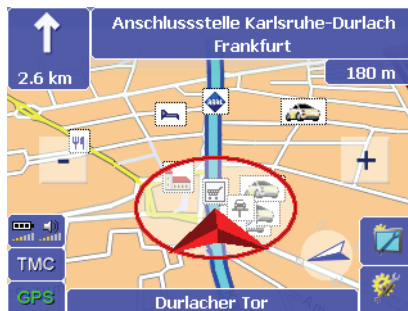 Anschlussstelle Karlsruhe-Durlach
Frankfurt
2.6 km
180 m
-
+
TMC
GPS
Durlacher Tor